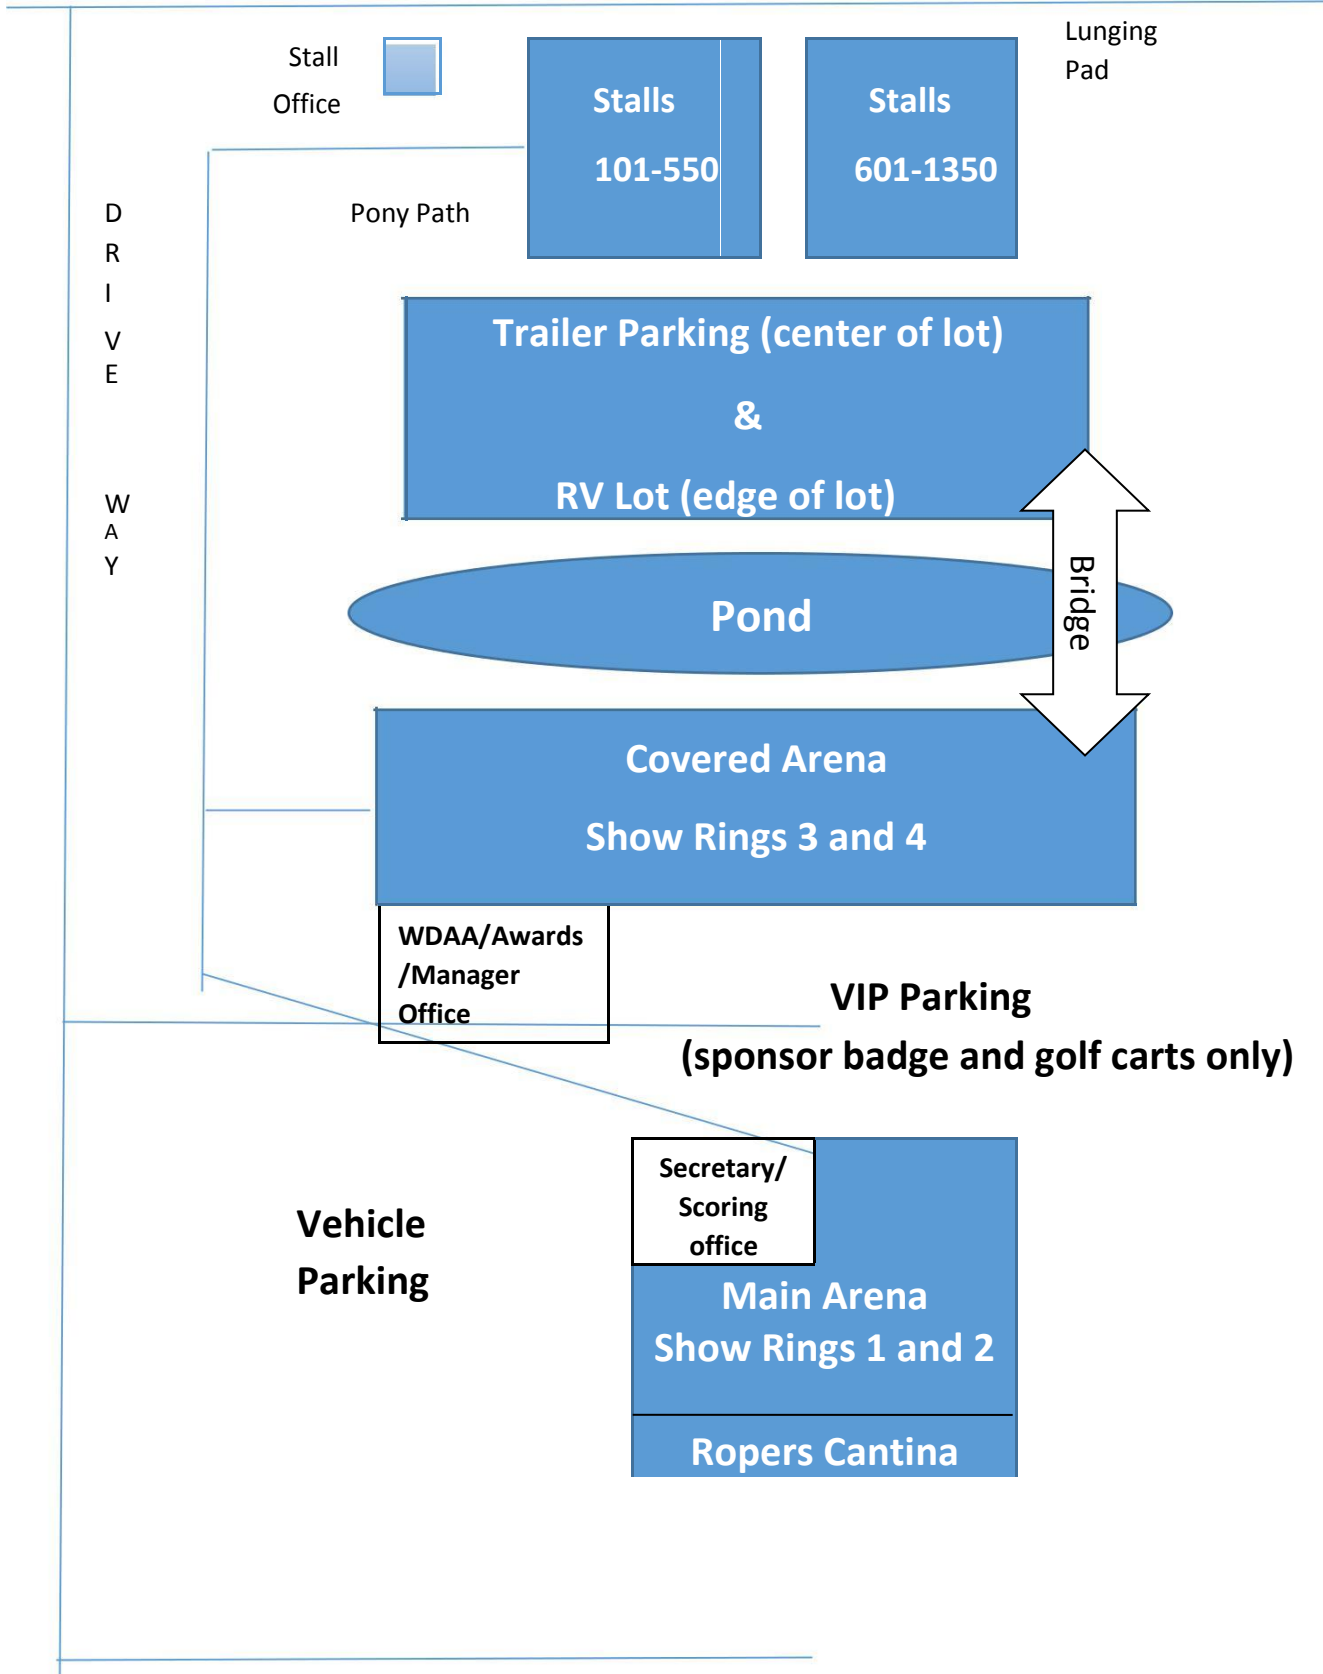 Stall
Office
Stalls
101-550
Stalls
601-1350
Lunging
Pad
Pony Path
D
R
I
V
E
W
A
Y
Trailer Parking (center of lot)
&
RV Lot (edge of lot)
Bridge
Pond
Covered Arena
Show Rings 3 and 4
WDAA/Awards
/Manager
Office
VIP Parking
(sponsor badge and golf carts only)
Secretary/
Scoring
office
Vehicle
Parking
Main Arena
Show Rings 1 and 2
Ropers Cantina